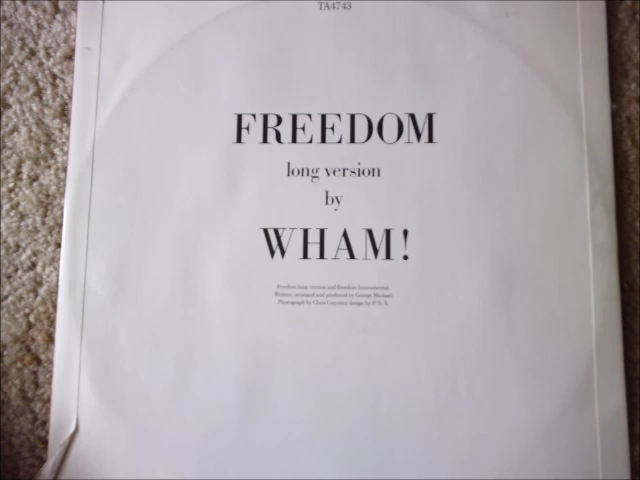 TA4743
FREEDOM
long version
by
WHAM!
Freedom long version and Freedom Instrumental.
Written, arranged and produced by George Michael.
Photograph by Chris design by